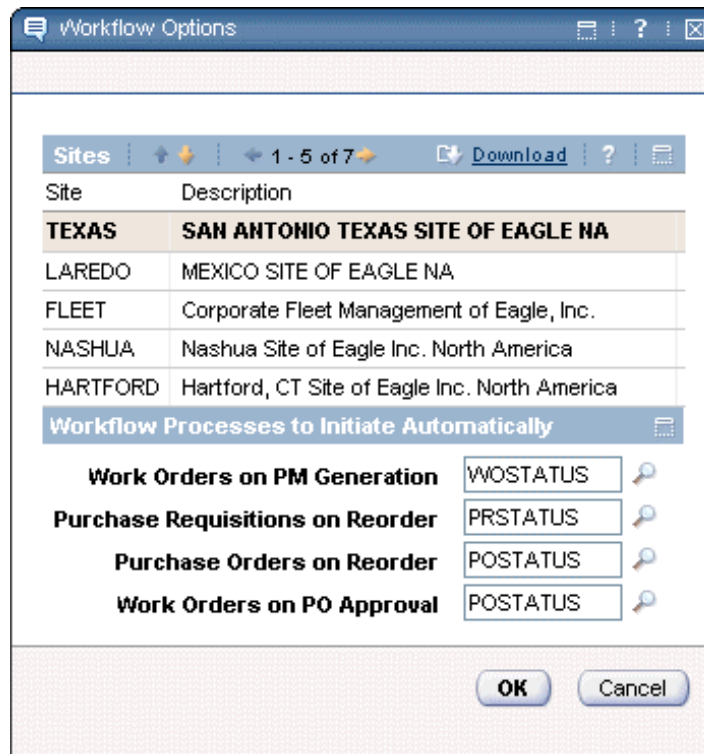 Workflow Options ?
Sites 1 - 5 of 7 Download ?
Site Description
TEXAS SAN ANTONIO TEXAS SITE OF EAGLE NA
LAREDO MEXICO SITE OF EAGLE NA
FLEET Corporate Fleet Management of Eagle, Inc.
NASHUA Nashua Site of Eagle Inc. North America
HARTFORD Hartford, CT Site of Eagle Inc. North America
Workflow Processes to Initiate Automatically
Work Orders on PM Generation WOSTATUS
Purchase Requisitions on Reorder PRSTATUS
Purchase Orders on Reorder POSTATUS
Work Orders on PO Approval POSTATUS
OK Cancel